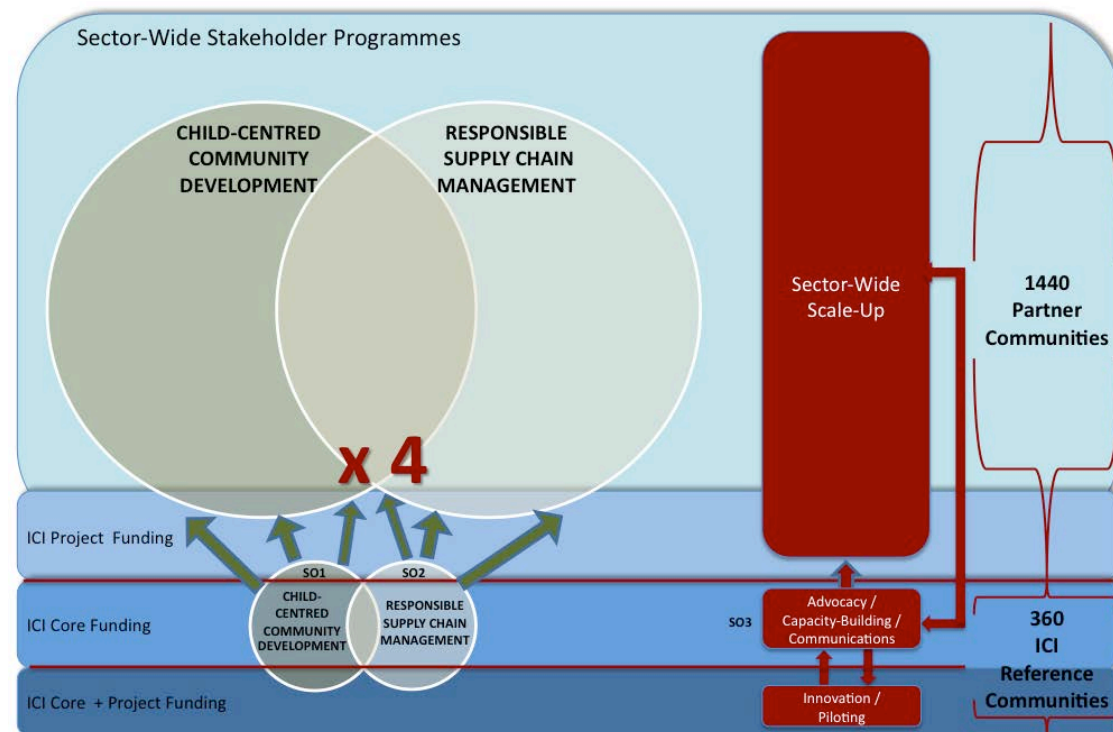 Sector-Wide Stakeholder Programmes
CHILD-CENTRED
COMMUNITY
DEVELOPMENT
RESPONSIBLE
SUPPLY CHAIN
MANAGEMENT
Sector-Wide
Scale-Up
1440
Partner
Communities
x 4
ICI Project Funding
SO1
CHILD-
CENTRED
COMMUNITY
DEVELOPMENT
SO2
RESPONSIBLE
SUPPLY CHAIN
MANAGEMENT
ICI Core Funding
SO3
Advocacy /
Capacity-Building /
Communications
360
ICI
Reference
Communities
ICI Core + Project Funding
Innovation /
Piloting